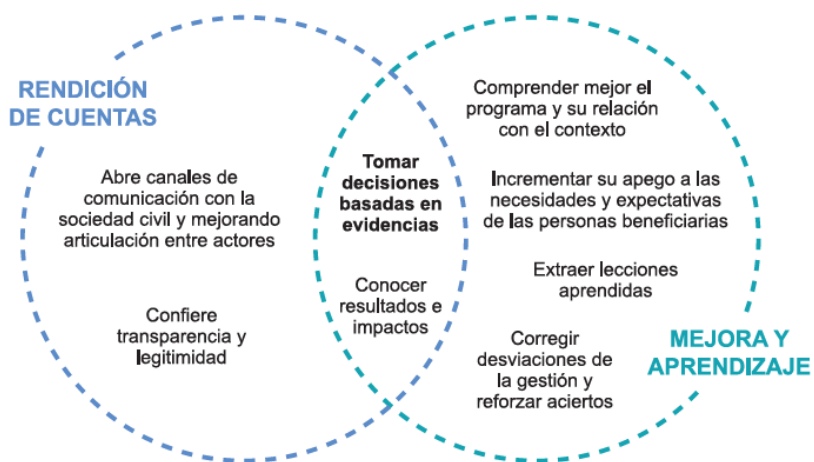 RENDICIÓN
DE CUENTAS
Abre canales de
comunicación con la
sociedad civil y mejorando
articulación entre actores
Confiere
transparencia y
legitimidad
Tomar
decisiones
basadas en
evidencias
Conocer
resultados e
impactos
Comprender mejor el
programa y su relación
con el contexto
Incrementar su apego a las
necesidades y expectativas
de las personas beneficiarias
Extraer lecciones
aprendidas
Corregir
desviaciones de
la gestión y
reforzar aciertos
MEJORA Y
APRENDIZAJE